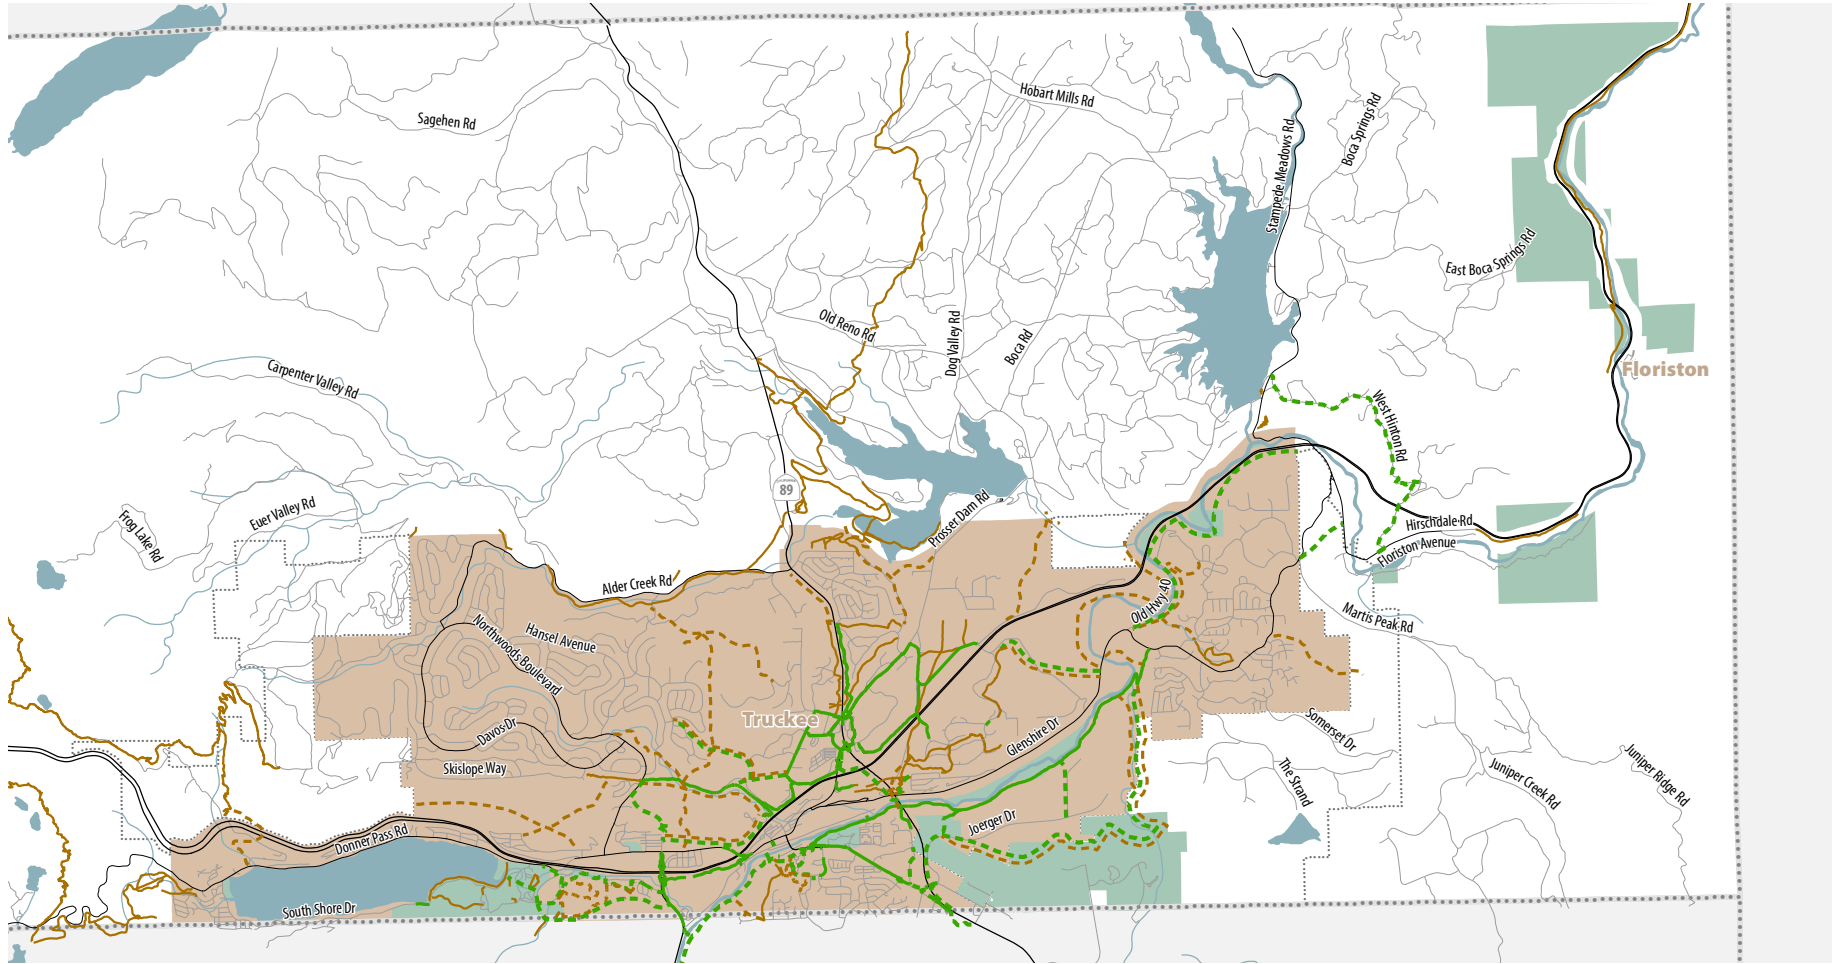 Hobart Mills Rd
Sagehen Rd
Boca Springs Rd
Stampede Meadows Rd
East Boca Springs Rd
Old Reno Rd
Dog Valley Rd
Boca Rd
Floriston
Carpenter Valley Rd
West Hinton Rd
89
Euer Valley Rd
Frog Lake Rd
Prosser Dam Rd
Hirschdale Rd
Floriston Avenue
Alder Creek Rd
Old Hwy 40
Martis Peak Rd
Hansel Avenue
Northwoods Boulevard
Truckee
Davos Dr
Glenshire Dr
Somerset Dr
Skislope Way
The Strand
Juniper Creek Rd
Juniper Ridge Rd
Joerger Dr
Donner Pass Rd
South Shore Dr